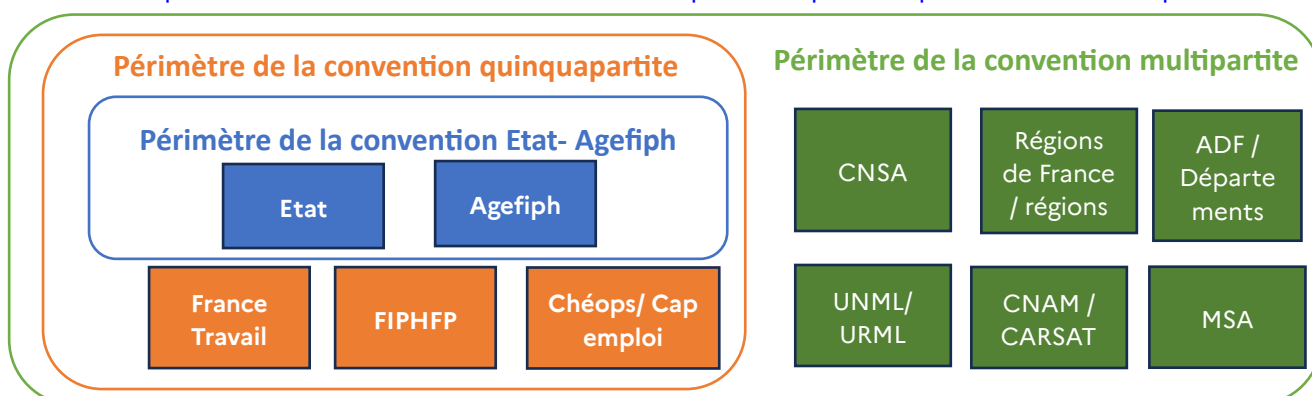 Périmètre de la convention quinquapartite
Périmètre de la convention Etat- Agefiph
Etat
Agefiph
France
Travail
FIPHFP
Chéops/ Cap
emploi
Périmètre de la convention multipartite
CNSA
Régions
de France
/ régions
ADF /
Départe
ments
UNML/
URML
CNAM /
CARSAT
MSA